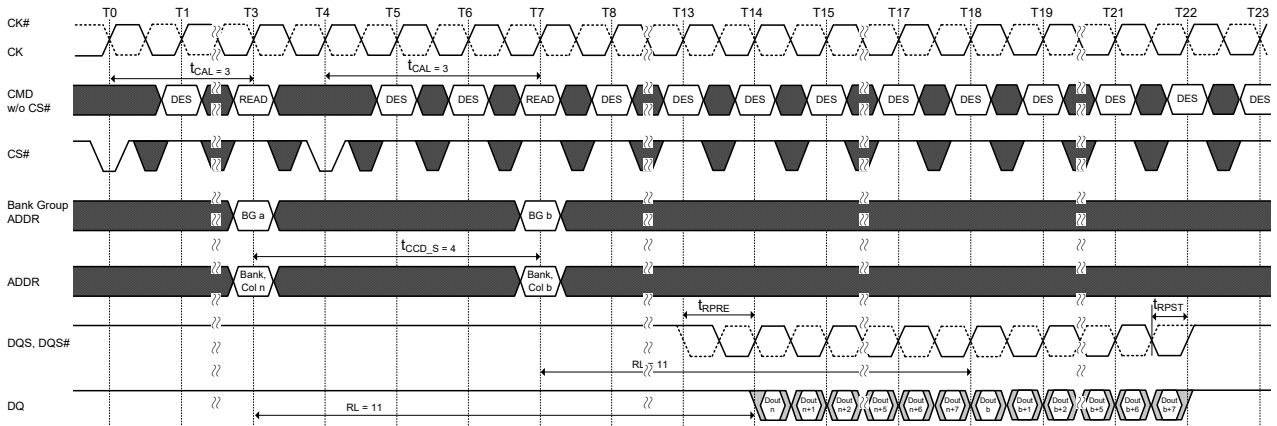 T0 T1 T3 T4 T5 T6 T7 T8 T13 T14 T15 T17 T18 T19 T21 T22 T23
CK#
CK
tCAL = 3 tCAL = 3
CMD
w/o CS#
DES READ DES DES READ DES DES DES DES DES DES DES DES DES DES
CS#
Bank Group
ADDR
BG a BG b
tCCD_S = 4
ADDR
Bank,
Col n
Bank,
Col b
tRPRE tRPST
DQS, DQS#
RL = 11
DQ
RL = 11
Dout
n
Dout
n+1
Dout
n+2
Dout
n+5
Dout
n+6
Dout
n+7
Dout
b
Dout
b+1
Dout
b+2
Dout
b+5
Dout
b+6
Dout
b+7